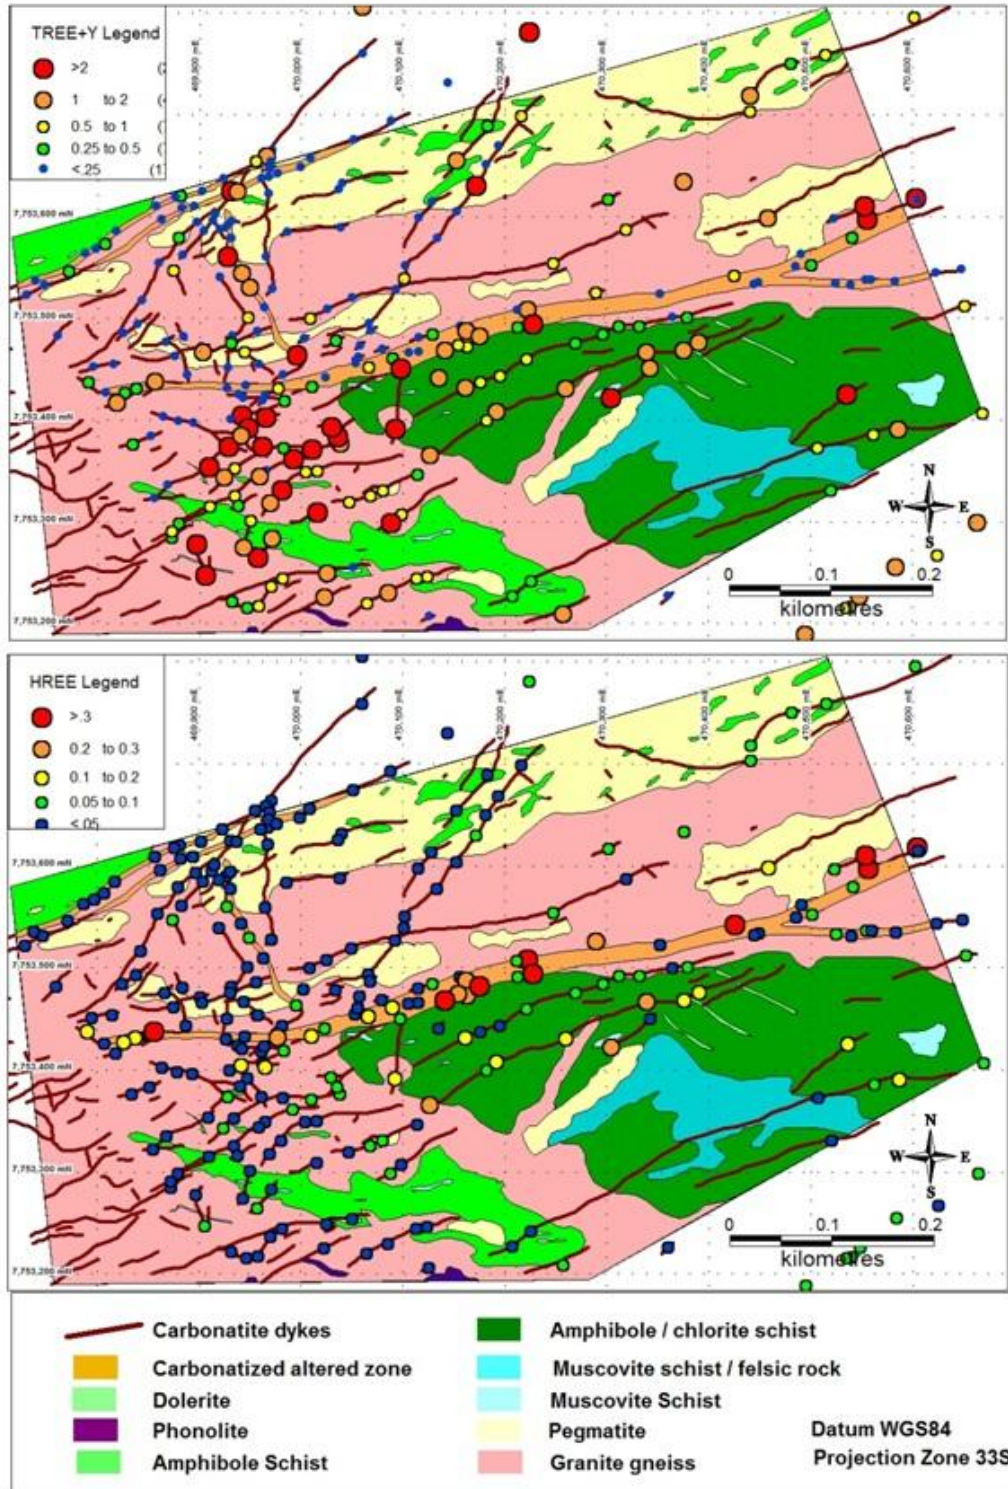 TREE+Y Legend
>2
1 to 2
0.5 to 1
0.25 to 0.5
<.25
469,900 mE
470,000 mE
470,100 mE
470,200 mE
470,300 mE
470,400 mE
470,500 mE
470,600 mE
7,753,600 mN
7,753,500 mN
7,753,400 mN
7,753,300 mN
7,753,200 mN
N
W E
S
0 0.1 0.2
kilometres
HREE Legend
>.3
0.2 to 0.3
0.1 to 0.2
0.05 to 0.1
<.05
469,900 mE
470,000 mE
470,100 mE
470,200 mE
470,300 mE
470,400 mE
470,500 mE
470,600 mE
7,753,600 mN
7,753,500 mN
7,753,400 mN
7,753,300 mN
7,753,200 mN
N
W E
S
0 0.1 0.2
kilometres
Carbonatite dykes
Amphibole / chlorite schist
Carbonatized altered zone
Muscovite schist / felsic rock
Dolerite
Muscovite Schist
Phonolite
Pegmatite
Datum WGS84
Amphibole Schist
Granite gneiss
Projection Zone 33S